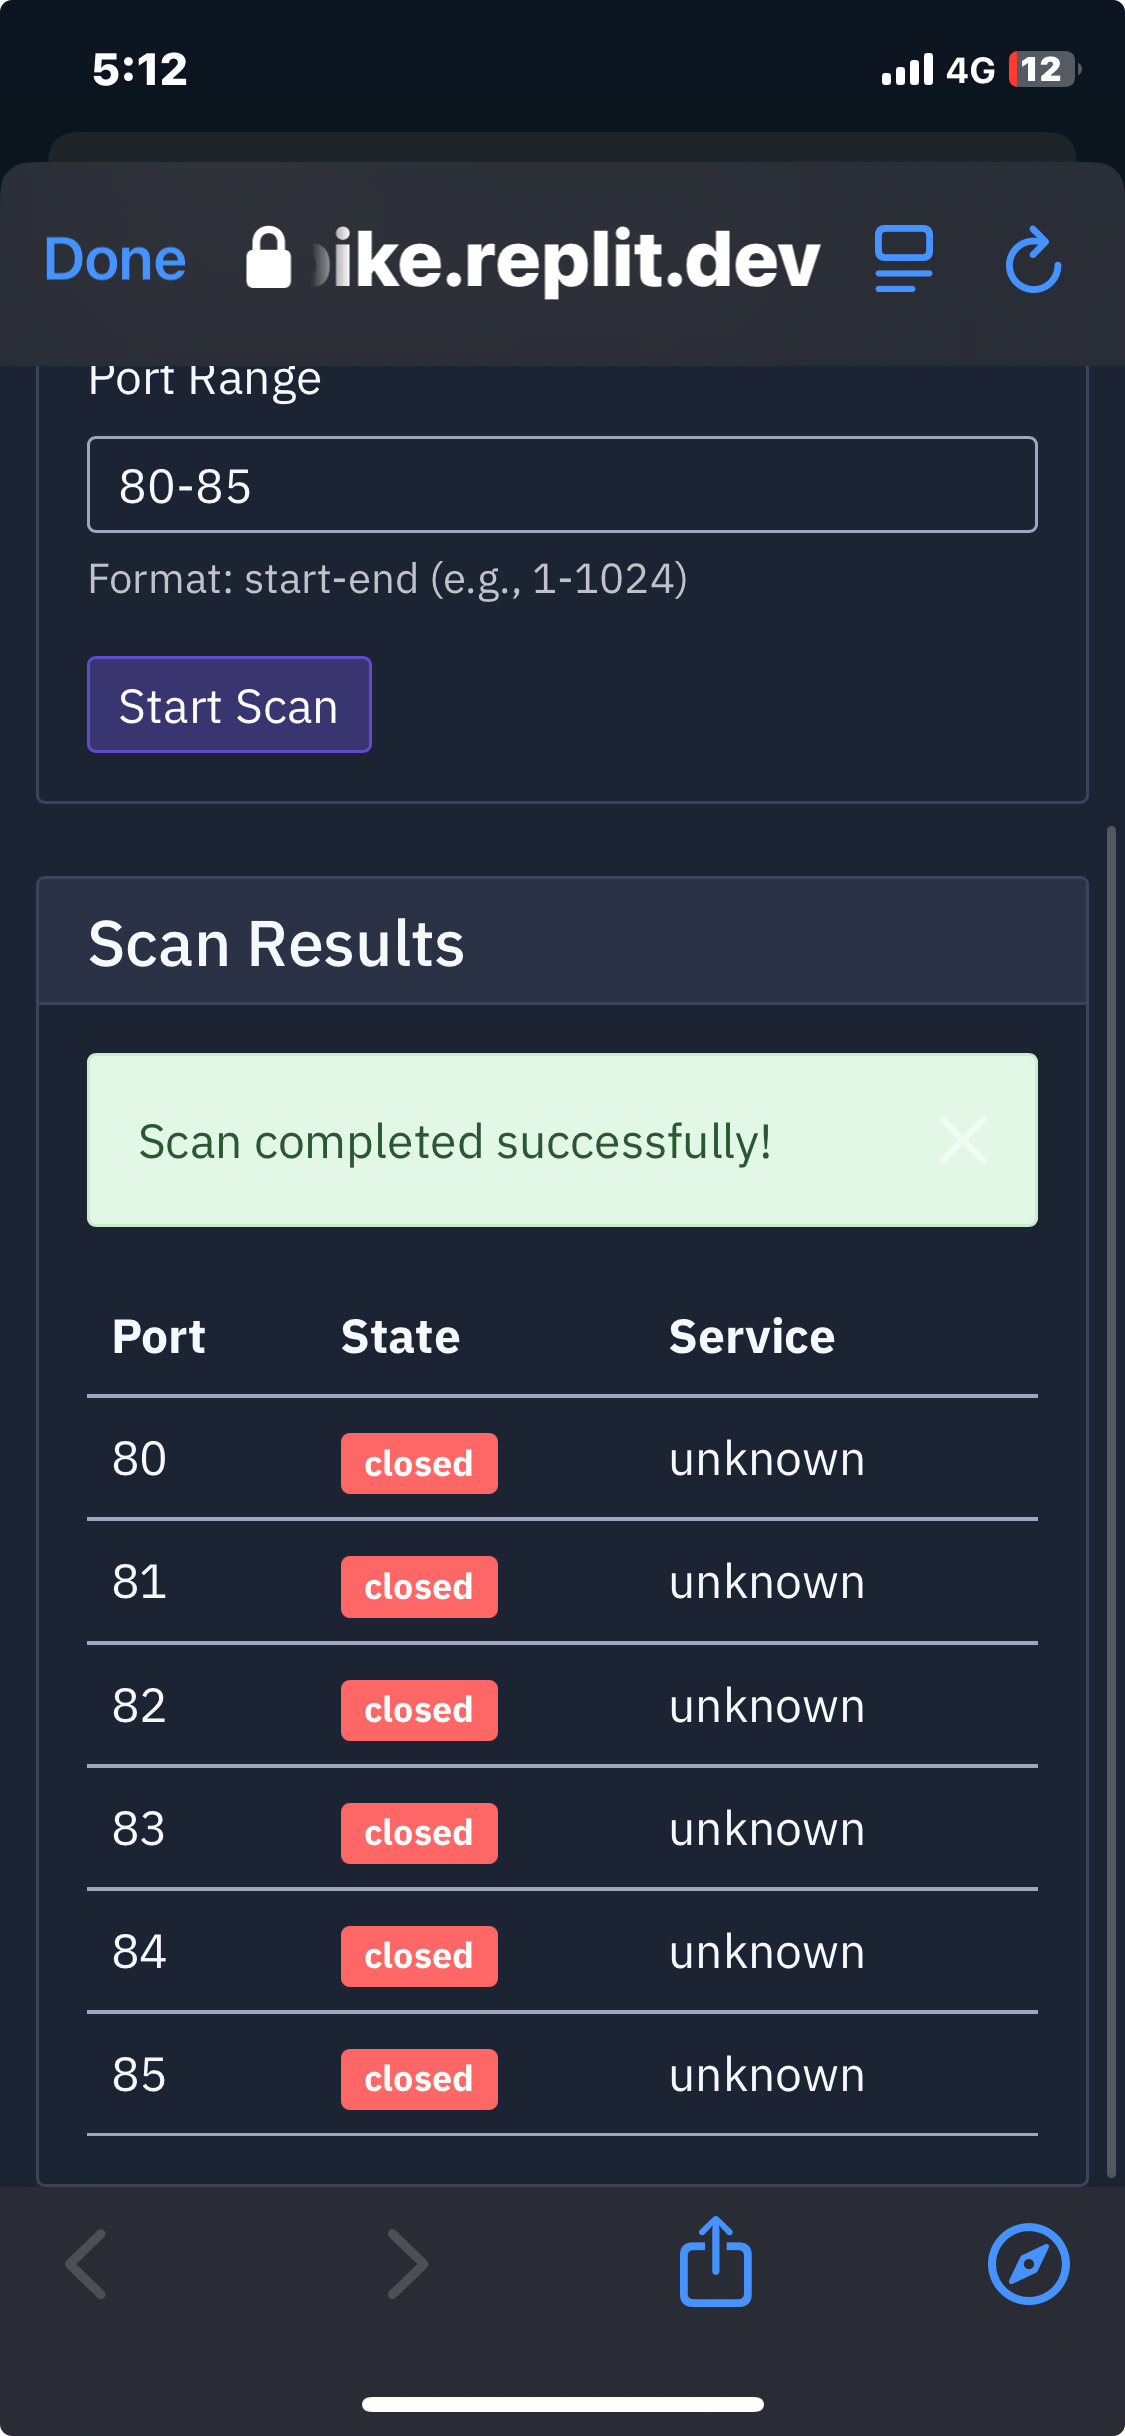 5:12
4G 12
Done
ike.replit.dev
Port Range
80-85
Format: start-end (e.g., 1-1024)
Start Scan
Scan Results
Scan completed successfully!
Port State Service
80 closed unknown
81 closed unknown
82 closed unknown
83 closed unknown
84 closed unknown
85 closed unknown